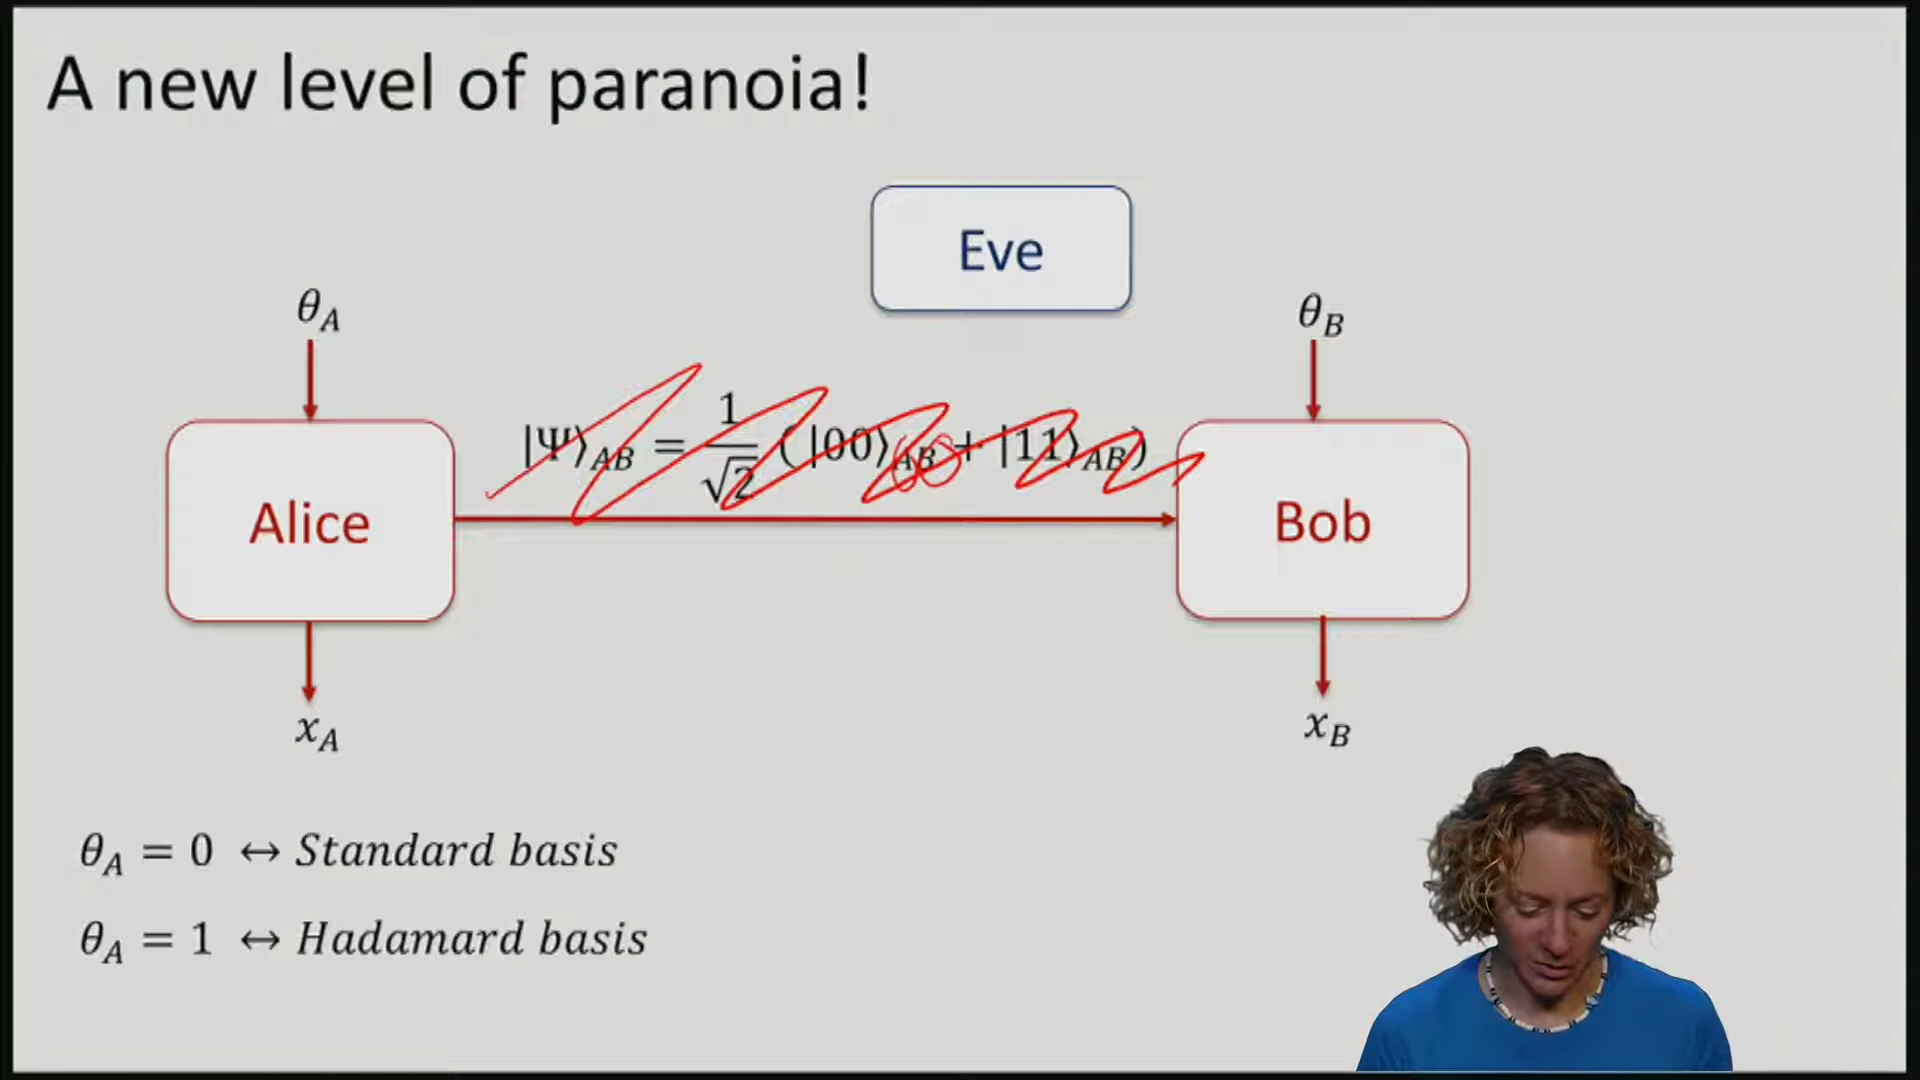 A new level of paranoia!
Eve
θ_A
θ_B
|Ψ⟩_AB = 1/√2 (|00⟩_AB + |11⟩_AB)
Alice
Bob
x_A
x_B
θ_A = 0 ↔ Standard basis
θ_A = 1 ↔ Hadamard basis